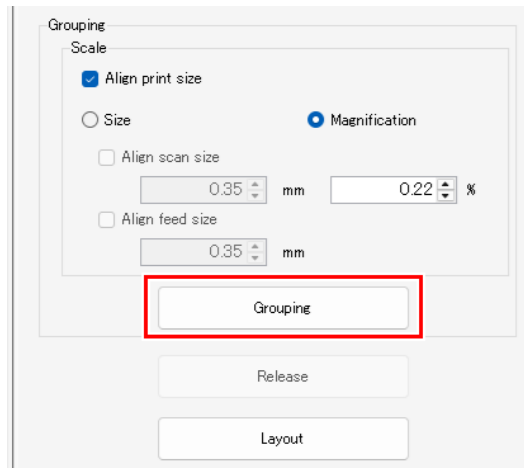 Grouping
Scale
Align print size
Size Magnification
Align scan size
0.35 mm 0.22 %
Align feed size
0.35 mm
Grouping
Release
Layout